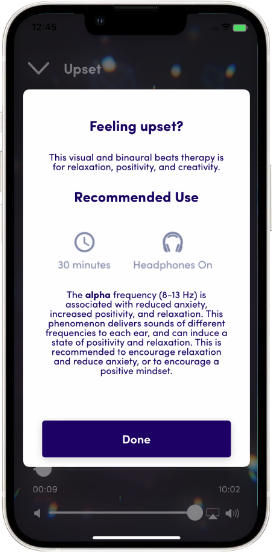 12:45
Upset
Feeling upset?
This visual and binaural beats therapy is
for relaxation, positivity, and creativity.
Recommended Use
30 minutes
Headphones On
The alpha frequency (8-13 Hz) is
associated with reduced anxiety,
increased positivity, and relaxation. This
phenomenon delivers sounds of different
frequencies to each ear, and can induce a
state of positivity and relaxation. This is
recommended to encourage relaxation
and reduce anxiety, or to encourage a
positive mindset.
Done
00:09
10:02